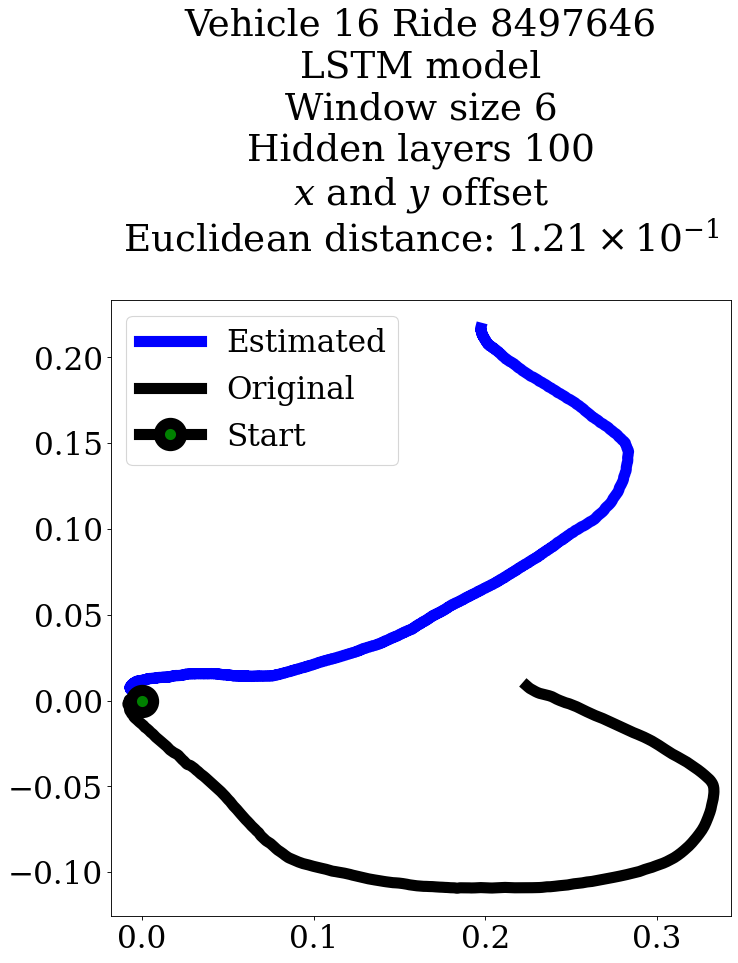 Vehicle 16 Ride 8497646
LSTM model
Window size 6
Hidden layers 100
x and y offset
Euclidean distance: 1.21 × 10⁻¹
Estimated
Original
Start
0.20
0.15
0.10
0.05
0.00
−0.05
−0.10
0.0 0.1 0.2 0.3